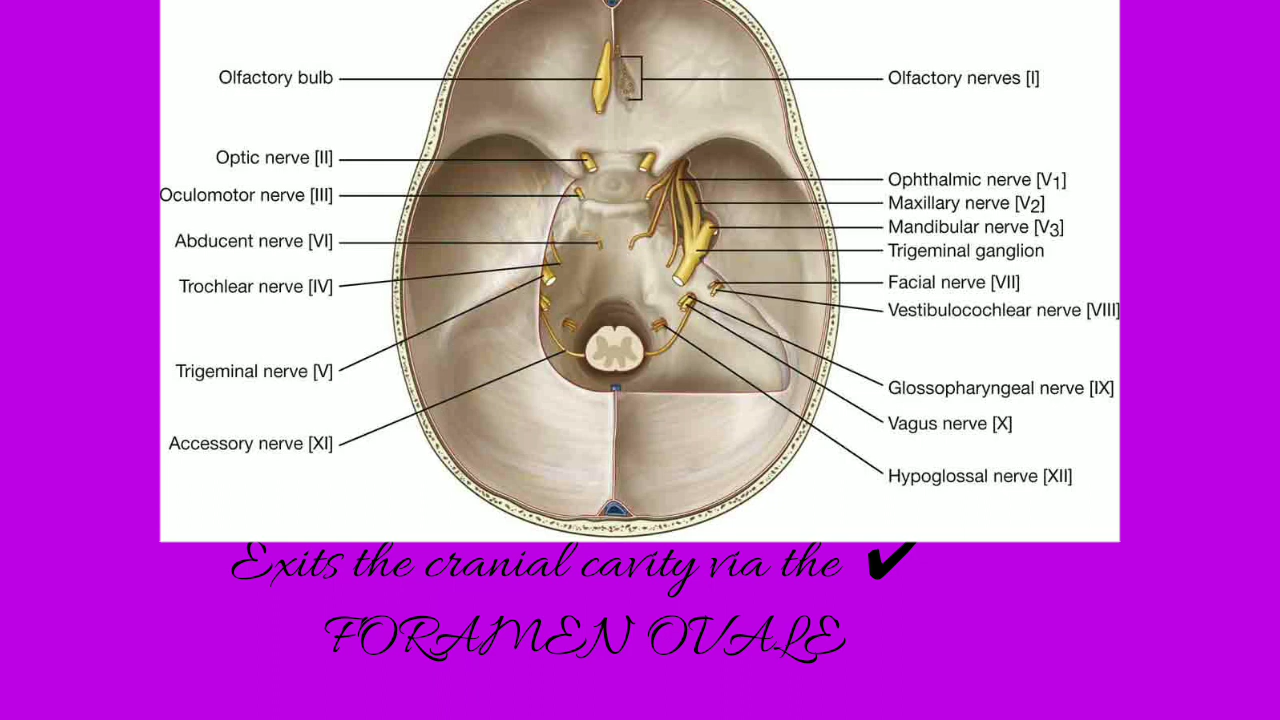 Olfactory bulb
Olfactory nerves [I]
Optic nerve [II]
Oculomotor nerve [III]
Abducent nerve [VI]
Trochlear nerve [IV]
Trigeminal nerve [V]
Accessory nerve [XI]
Ophthalmic nerve [V1]
Maxillary nerve [V2]
Mandibular nerve [V3]
Trigeminal ganglion
Facial nerve [VII]
Vestibulocochlear nerve [VIII]
Glossopharyngeal nerve [IX]
Vagus nerve [X]
Hypoglossal nerve [XII]
Exits the cranial cavity via the ✔
FORAMEN OVALE